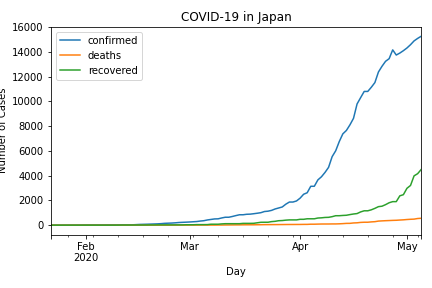 COVID-19 in Japan
confirmed
deaths
recovered
16000
14000
12000
10000
8000
6000
4000
2000
0
Number of Cases
Feb
2020
Mar
Apr
May
Day